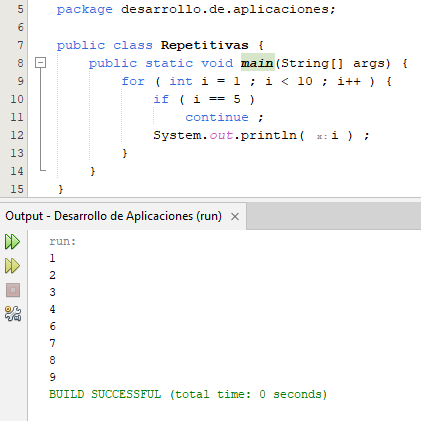 5 package desarrollo.de.aplicaciones;
6
7 public class Repetitivas {
8 public static void main(String[] args) {
9 for ( int i = 1 ; i < 10 ; i++ ) {
10 if ( i == 5 )
11 continue ;
12 System.out.println( x: i ) ;
13 }
14 }
15 }
Output - Desarrollo de Aplicaciones (run) ×
run:
1
2
3
4
6
7
8
9
BUILD SUCCESSFUL (total time: 0 seconds)